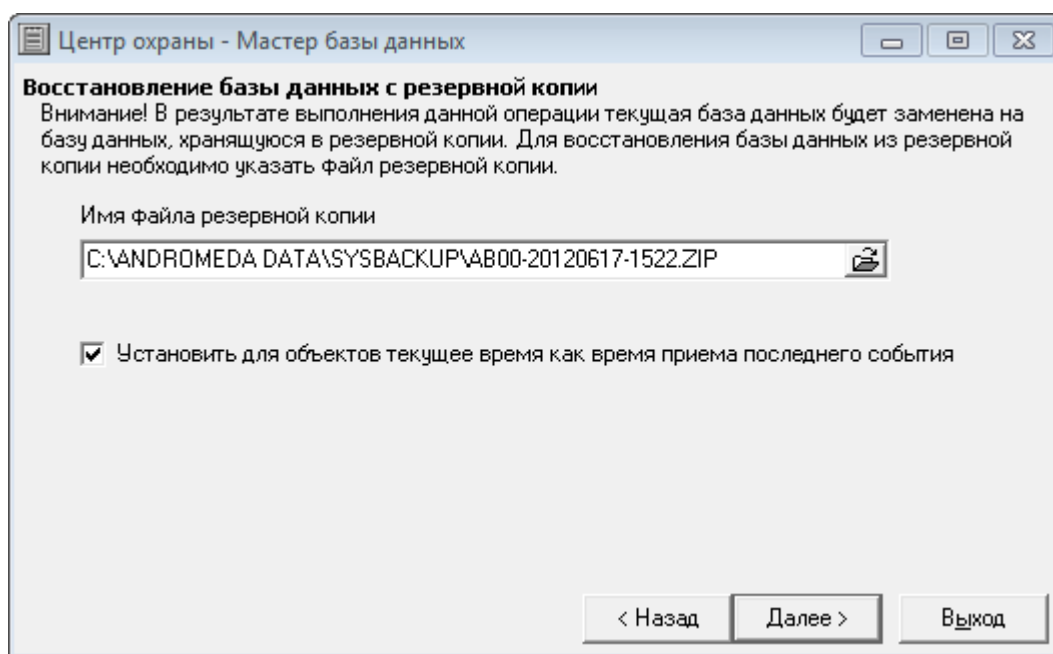 Центр охраны - Мастер базы данных
Восстановление базы данных с резервной копии
Внимание! В результате выполнения данной операции текущая база данных будет заменена на
базу данных, хранящуюся в резервной копии. Для восстановления базы данных из резервной
копии необходимо указать файл резервной копии.
Имя файла резервной копии
C:\ANDROMEDA DATA\SYSBACKUP\AB00-20120617-1522.ZIP
Установить для объектов текущее время как время приема последнего события
< Назад Далее > Выход